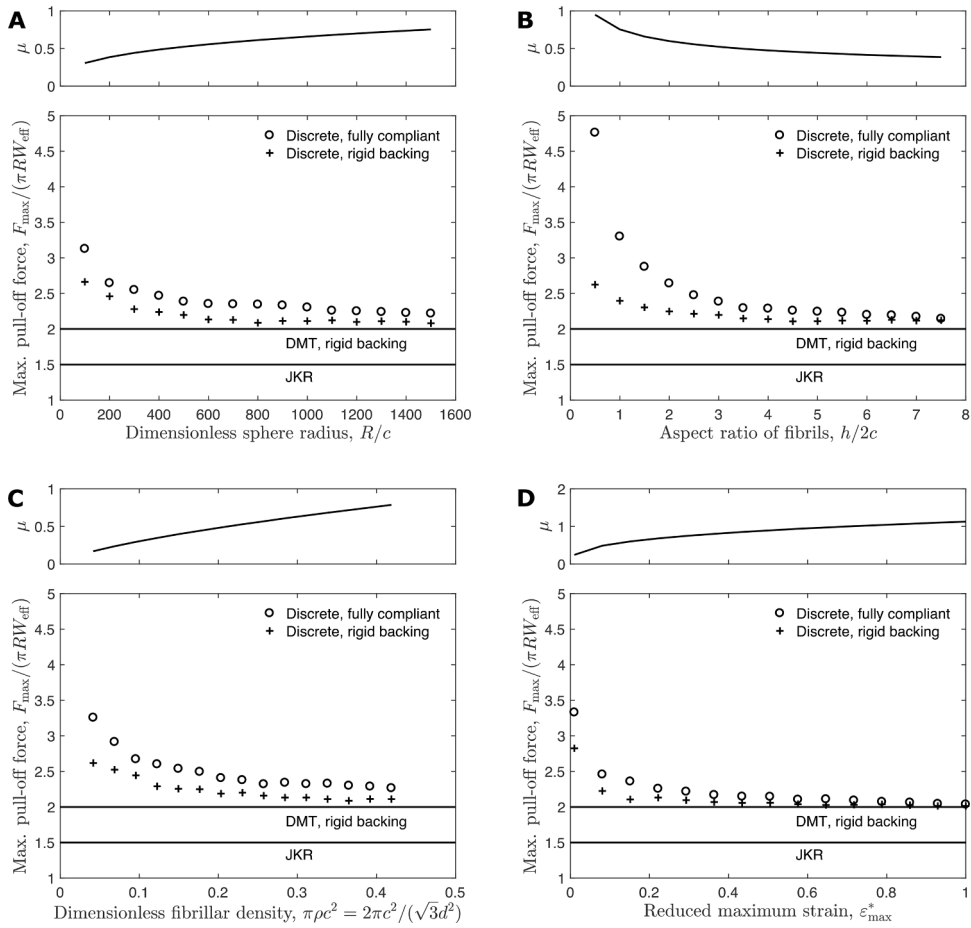 A
μ
1
0.5
0
Max. pull-off force, F_max/(πRW_eff)
5
4.5
4
3.5
3
2.5
2
1.5
1
Discrete, fully compliant
Discrete, rigid backing
DMT, rigid backing
JKR
0 200 400 600 800 1000 1200 1400 1600
Dimensionless sphere radius, R/c
B
μ
1
0.5
0
Max. pull-off force, F_max/(πRW_eff)
5
4.5
4
3.5
3
2.5
2
1.5
1
Discrete, fully compliant
Discrete, rigid backing
DMT, rigid backing
JKR
0 1 2 3 4 5 6 7 8
Aspect ratio of fibrils, h/2c
C
μ
1
0.5
0
Max. pull-off force, F_max/(πRW_eff)
5
4.5
4
3.5
3
2.5
2
1.5
1
Discrete, fully compliant
Discrete, rigid backing
DMT, rigid backing
JKR
0 0.1 0.2 0.3 0.4 0.5
Dimensionless fibrillar density, πρc² = 2πc²/(√3d²)
D
μ
2
1
0
Max. pull-off force, F_max/(πRW_eff)
5
4.5
4
3.5
3
2.5
2
1.5
1
Discrete, fully compliant
Discrete, rigid backing
DMT, rigid backing
JKR
0 0.2 0.4 0.6 0.8 1
Reduced maximum strain, ε*_max